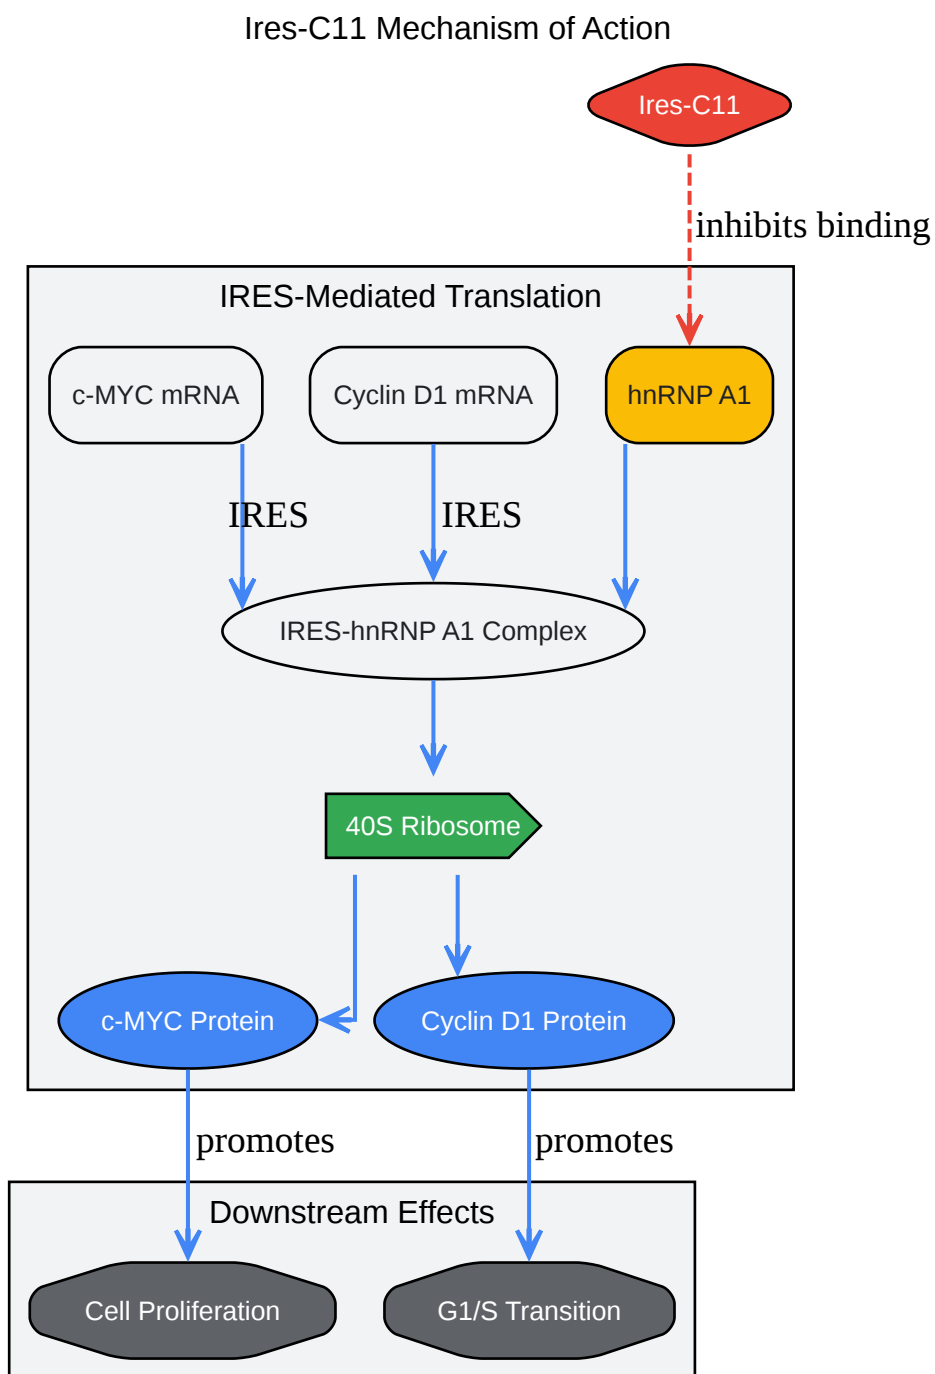 Ires-C11 Mechanism of Action
Ires-C11
inhibits binding
IRES-Mediated Translation
c-MYC mRNA
Cyclin D1 mRNA
hnRNP A1
IRES
IRES
IRES-hnRNP A1 Complex
40S Ribosome
c-MYC Protein
Cyclin D1 Protein
promotes
promotes
Downstream Effects
Cell Proliferation
G1/S Transition